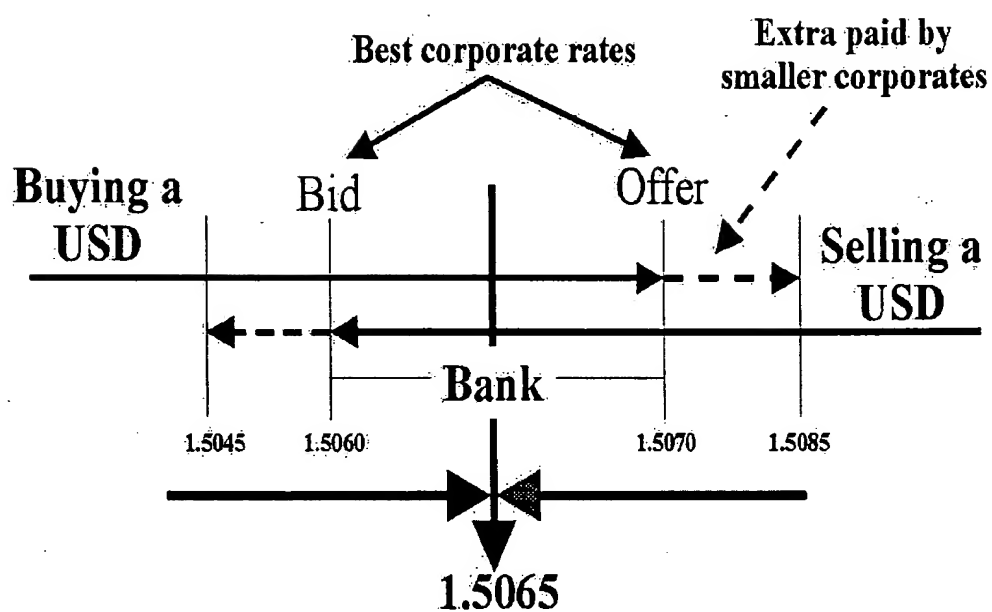 Best corporate rates
Extra paid by
smaller corporates
Buying a
USD
Bid
Offer
Selling a
USD
Bank
1.5045
1.5060
1.5070
1.5085
1.5065